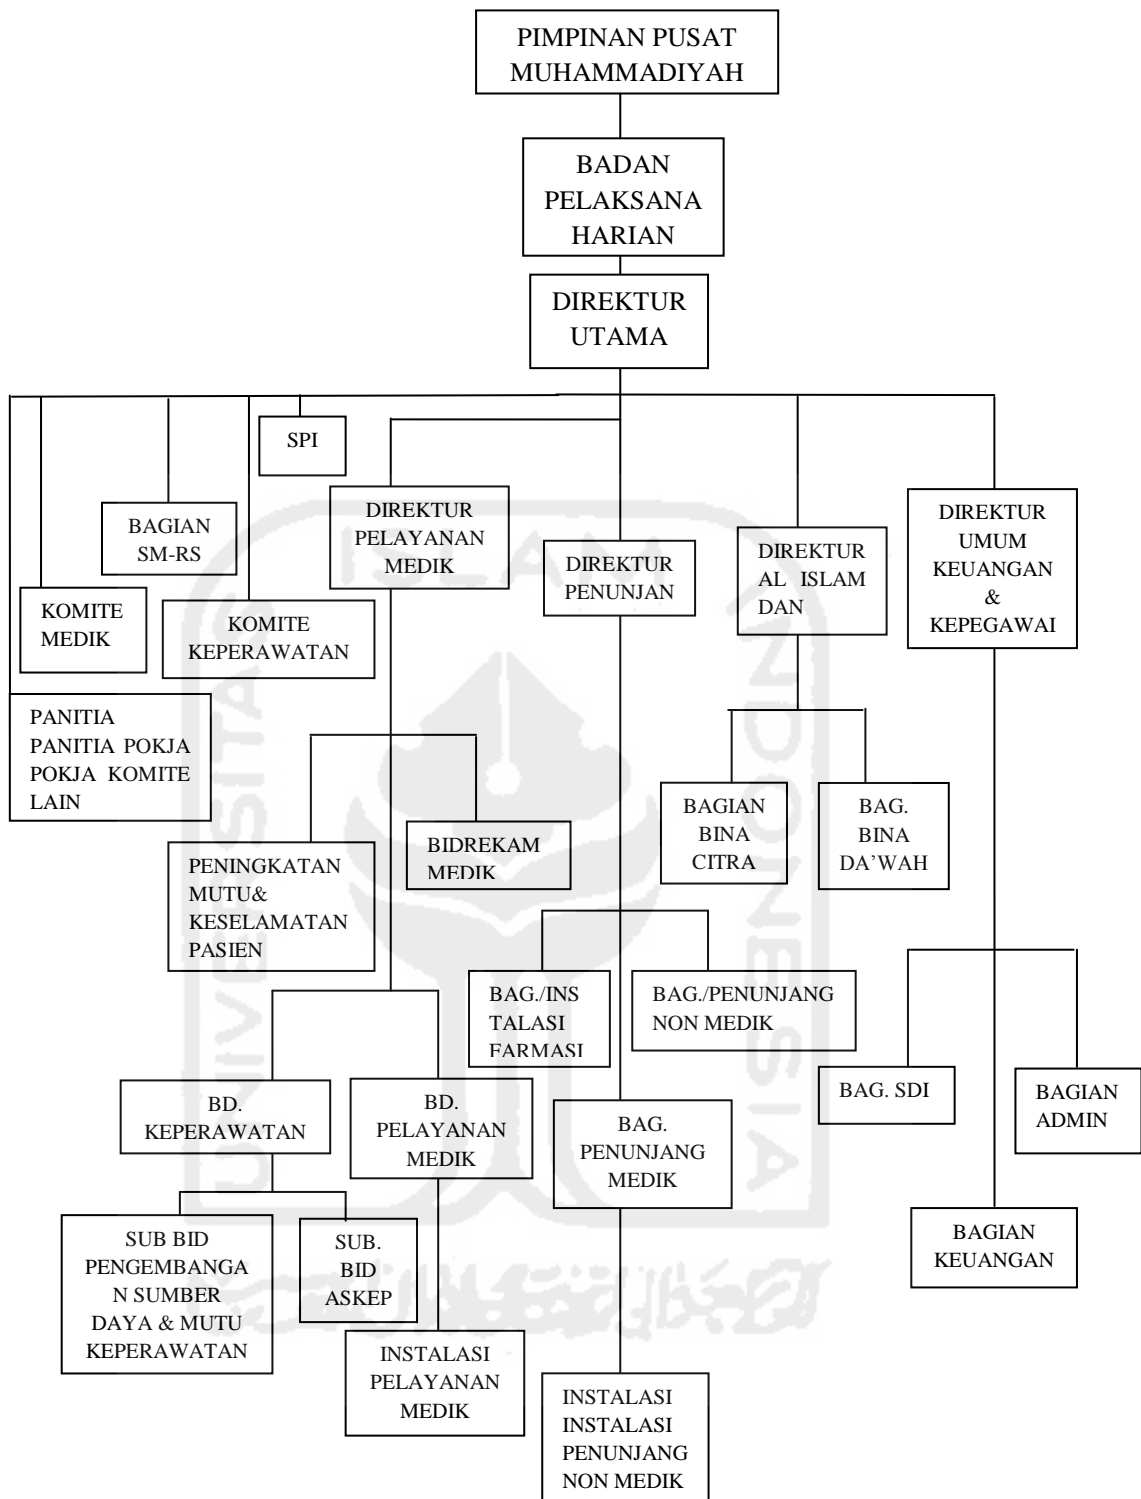 PIMPINAN PUSAT
MUHAMMADIYAH
BADAN
PELAKSANA
HARIAN
DIREKTUR
UTAMA
SPI
BAGIAN
SM-RS
KOMITE
MEDIK
KOMITE
KEPERAWATAN
PANITIA
PANITIA POKJA
POKJA KOMITE
LAIN
DIREKTUR
PELAYANAN
MEDIK
DIREKTUR
PENUNJAN
DIREKTUR
AL ISLAM
DAN
DIREKTUR
UMUM
KEUANGAN
&
KEPEGAWAI
PENINGKATAN
MUTU&
KESELAMATAN
PASIEN
BIDREKAM
MEDIK
BAGIAN
BINA
CITRA
BAG.
BINA
DA’WAH
BAG./INS
TALASI
FARMASI
BAG./PENUNJANG
NON MEDIK
BAG. SDI
BAGIAN
ADMIN
BD.
KEPERAWATAN
BD.
PELAYANAN
MEDIK
BAG.
PENUNJANG
MEDIK
SUB BID
PENGEMBANGA
N SUMBER
DAYA & MUTU
KEPERAWATAN
SUB.
BID
ASKEP
BAGIAN
KEUANGAN
INSTALASI
PELAYANAN
MEDIK
INSTALASI
INSTALASI
PENUNJANG
NON MEDIK
UNIVERSITAS
ISLAM
INDONESIA